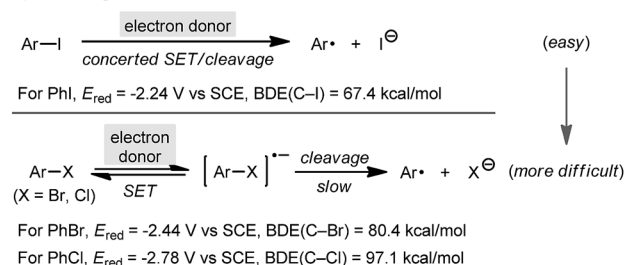 electron donor
Ar—I
Ar• + I⊖
(easy)
concerted SET/cleavage
For PhI, Ered = -2.24 V vs SCE, BDE(C–I) = 67.4 kcal/mol
electron
donor
Ar—X
[ Ar—X ]•−
cleavage
Ar• + X⊖
(more difficult)
(X = Br, Cl)
SET
slow
For PhBr, Ered = -2.44 V vs SCE, BDE(C–Br) = 80.4 kcal/mol
For PhCl, Ered = -2.78 V vs SCE, BDE(C–Cl) = 97.1 kcal/mol